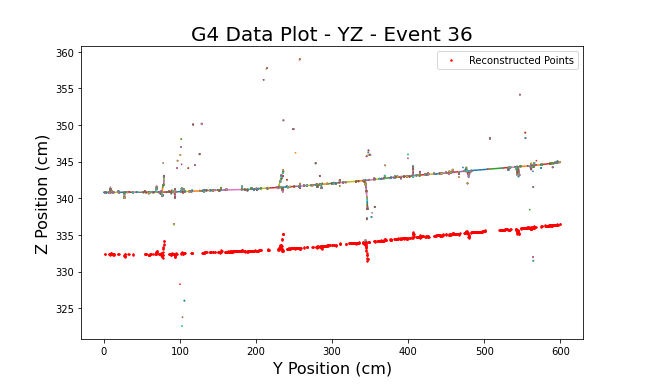 G4 Data Plot - YZ - Event 36
Reconstructed Points
Z Position (cm)
360
355
350
345
340
335
330
325
0 100 200 300 400 500 600
Y Position (cm)